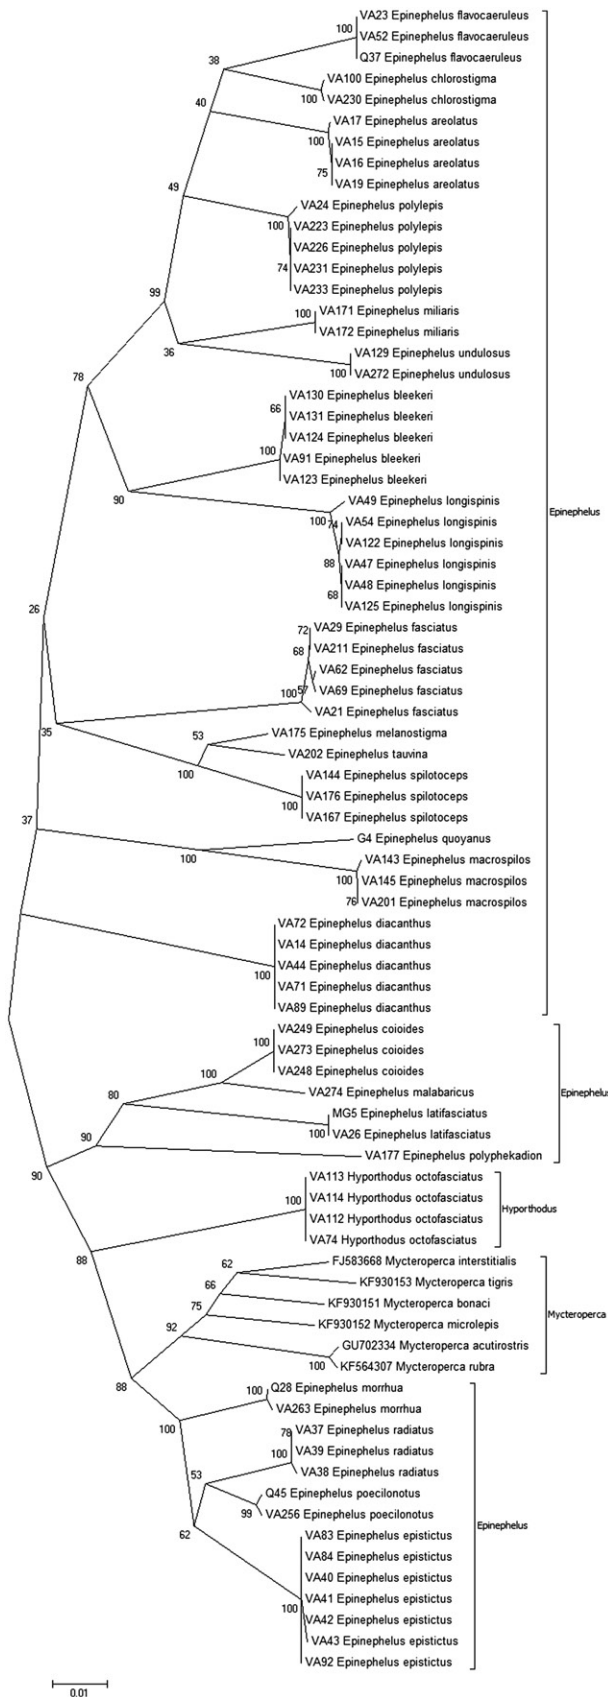 VA23 Epinephelus flavocaeruleus
100
VA52 Epinephelus flavocaeruleus
Q37 Epinephelus flavocaeruleus
38
VA100 Epinephelus chlorostigma
100
VA230 Epinephelus chlorostigma
40
VA17 Epinephelus areolatus
100
VA15 Epinephelus areolatus
VA16 Epinephelus areolatus
75
VA19 Epinephelus areolatus
49
VA24 Epinephelus polylepis
100
VA223 Epinephelus polylepis
VA226 Epinephelus polylepis
74
VA231 Epinephelus polylepis
VA233 Epinephelus polylepis
99
VA171 Epinephelus miliaris
100
VA172 Epinephelus miliaris
36
VA129 Epinephelus undulosus
100
VA272 Epinephelus undulosus
78
VA130 Epinephelus bleekeri
66
VA131 Epinephelus bleekeri
VA124 Epinephelus bleekeri
100
VA91 Epinephelus bleekeri
VA123 Epinephelus bleekeri
90
VA49 Epinephelus longispinis
100
74
VA54 Epinephelus longispinis
VA122 Epinephelus longispinis
88
VA47 Epinephelus longispinis
VA48 Epinephelus longispinis
68
VA125 Epinephelus longispinis
Epinephelus
26
72
VA29 Epinephelus fasciatus
68
VA211 Epinephelus fasciatus
VA62 Epinephelus fasciatus
100
57
VA69 Epinephelus fasciatus
VA21 Epinephelus fasciatus
35
53
VA175 Epinephelus melanostigma
VA202 Epinephelus tauvina
100
VA144 Epinephelus spilotoceps
VA176 Epinephelus spilotoceps
100
VA167 Epinephelus spilotoceps
37
G4 Epinephelus quoyanus
100
VA143 Epinephelus macrospilos
100
VA145 Epinephelus macrospilos
76
VA201 Epinephelus macrospilos
VA72 Epinephelus diacanthus
VA14 Epinephelus diacanthus
VA44 Epinephelus diacanthus
100
VA71 Epinephelus diacanthus
VA89 Epinephelus diacanthus
VA249 Epinephelus coioides
100
VA273 Epinephelus coioides
VA248 Epinephelus coioides
100
VA274 Epinephelus malabaricus
Epinephelus
80
MG5 Epinephelus latifasciatus
100
VA26 Epinephelus latifasciatus
90
VA177 Epinephelus polyphekadion
90
VA113 Hyporthodus octofasciatus
100
VA114 Hyporthodus octofasciatus
Hyporthodus
VA112 Hyporthodus octofasciatus
VA74 Hyporthodus octofasciatus
88
62
FJ583668 Mycteroperca interstitialis
66
KF930153 Mycteroperca tigris
75
KF930151 Mycteroperca bonaci
Mycteroperca
92
KF930152 Mycteroperca microlepis
GU702334 Mycteroperca acutirostris
100
KF564307 Mycteroperca rubra
88
100
Q28 Epinephelus morrhua
VA263 Epinephelus morrhua
100
78
VA37 Epinephelus radiatus
100
VA39 Epinephelus radiatus
VA38 Epinephelus radiatus
53
Q45 Epinephelus poecilonotus
99
VA256 Epinephelus poecilonotus
62
VA83 Epinephelus epistictus
Epinephelus
VA84 Epinephelus epistictus
VA40 Epinephelus epistictus
VA41 Epinephelus epistictus
100
VA42 Epinephelus epistictus
VA43 Epinephelus epistictus
VA92 Epinephelus epistictus
0.01